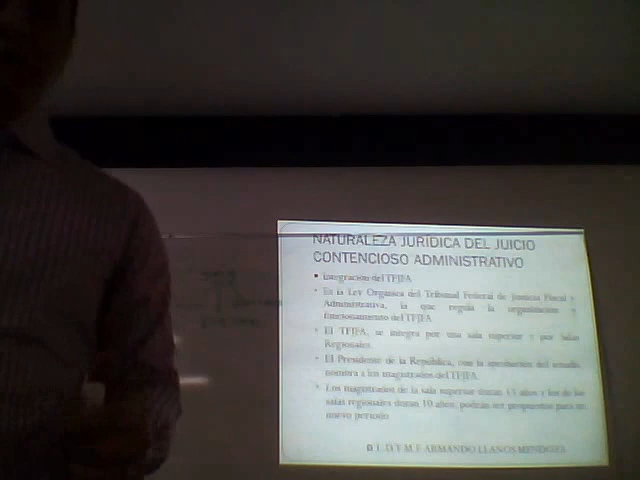 NATURALEZA JURIDICA DEL JUICIO
CONTENCIOSO ADMINISTRATIVO
Integración del TFJFA
Es la Ley Organica del Tribunal Federal de Justicia Fiscal y
Administrativa, la que regula la organización y
funcionamiento del TFJFA
El TFJFA, se integra por una sala superior y por Salas
Regionales.
El Presidente de la República, con la aprobación del senado
nombra a los magistrados del TFJFA
Los magistrados de la sala superior duran 15 años y los de las
salas regionales duran 10 años, podrán ser propuestos para un
nuevo periodo
D. Y M. F. ARMANDO LLANOS MENDOZA